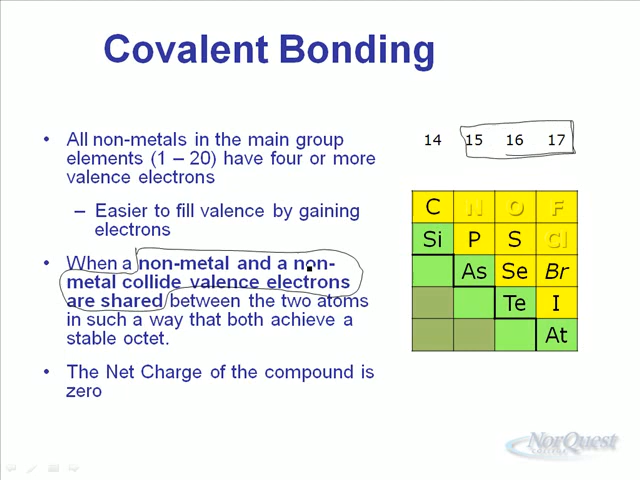 Covalent Bonding
• All non-metals in the main group
elements (1 – 20) have four or more
valence electrons
– Easier to fill valence by gaining
electrons
• When a non-metal and a non-
metal collide valence electrons
are shared between the two atoms
in such a way that both achieve a
stable octet.
• The Net Charge of the compound is
zero
14 15 16 17
C N O F
Si P S Cl
As Se Br
Te I
At
NorQuest
COLLEGE